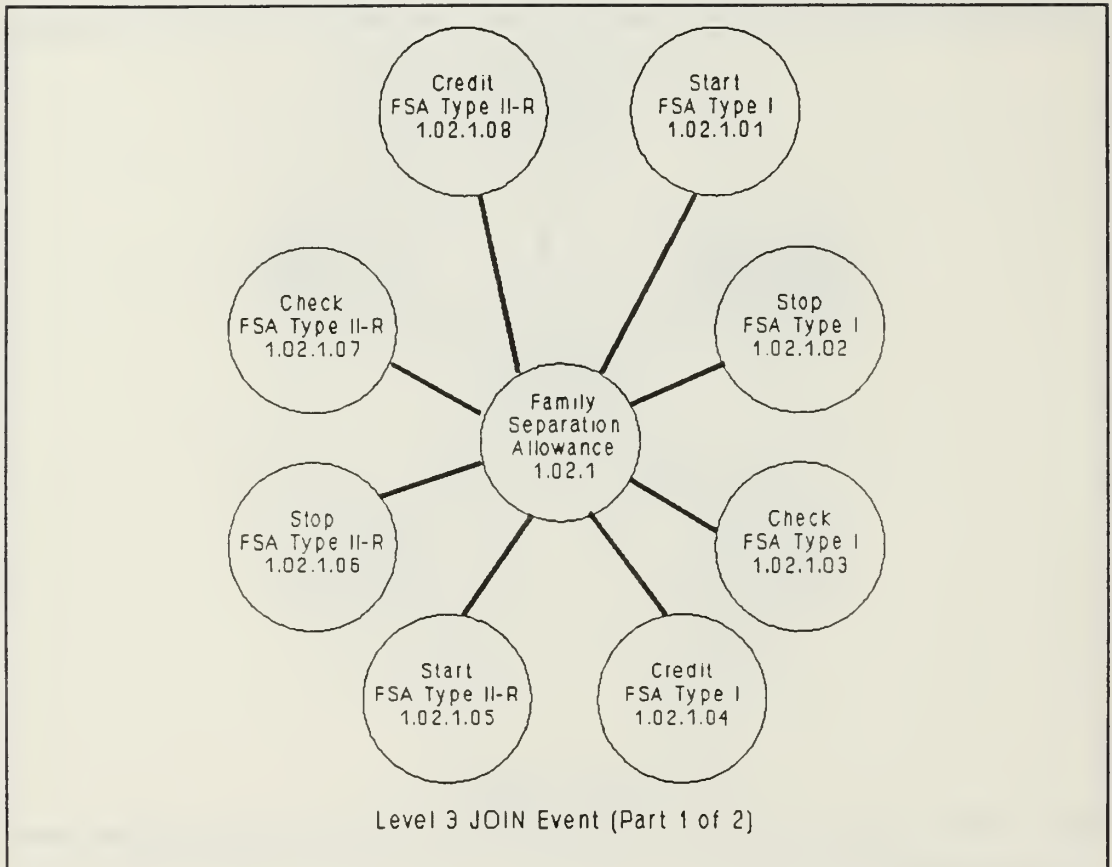 Credit
FSA Type II-R
1.02.1.08
Start
FSA Type I
1.02.1.01
Check
FSA Type II-R
1.02.1.07
Stop
FSA Type I
1.02.1.02
Family
Separation
Allowance
1.02.1
Stop
FSA Type II-R
1.02.1.06
Check
FSA Type I
1.02.1.03
Start
FSA Type II-R
1.02.1.05
Credit
FSA Type I
1.02.1.04
Level 3 JOIN Event (Part 1 of 2)